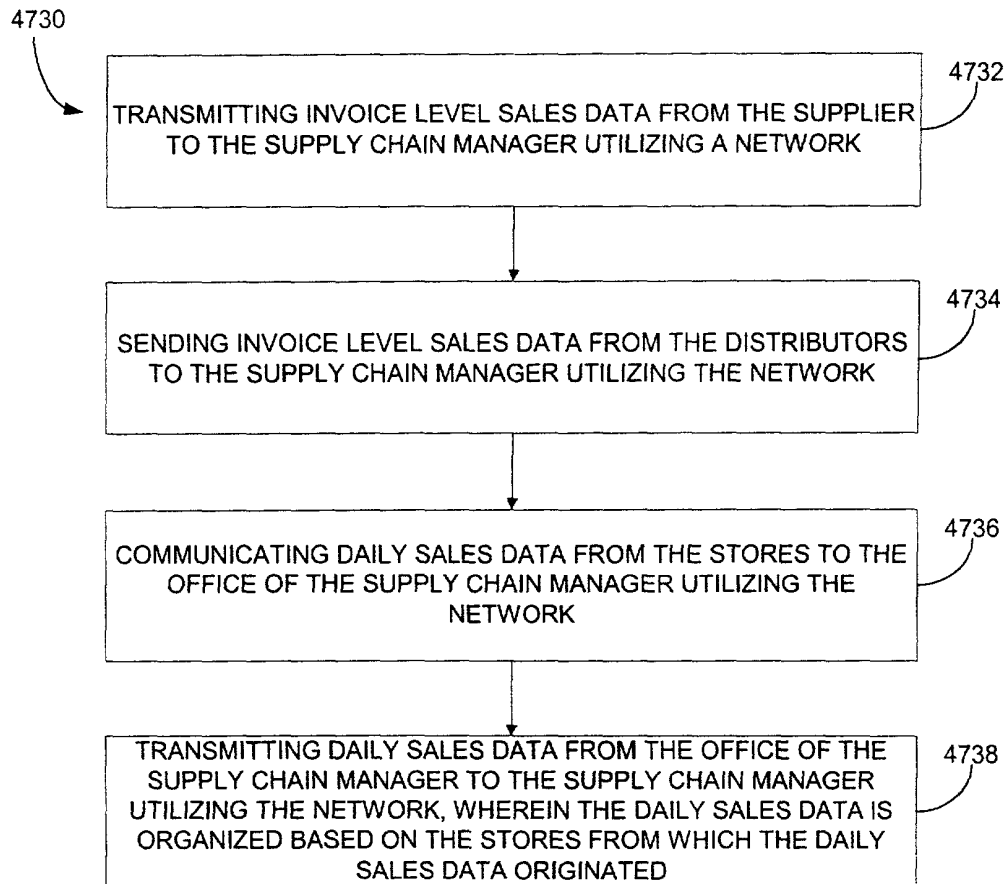 4730
4732
TRANSMITTING INVOICE LEVEL SALES DATA FROM THE SUPPLIER
TO THE SUPPLY CHAIN MANAGER UTILIZING A NETWORK
4734
SENDING INVOICE LEVEL SALES DATA FROM THE DISTRIBUTORS
TO THE SUPPLY CHAIN MANAGER UTILIZING THE NETWORK
4736
COMMUNICATING DAILY SALES DATA FROM THE STORES TO THE
OFFICE OF THE SUPPLY CHAIN MANAGER UTILIZING THE
NETWORK
4738
TRANSMITTING DAILY SALES DATA FROM THE OFFICE OF THE
SUPPLY CHAIN MANAGER TO THE SUPPLY CHAIN MANAGER
UTILIZING THE NETWORK, WHEREIN THE DAILY SALES DATA IS
ORGANIZED BASED ON THE STORES FROM WHICH THE DAILY
SALES DATA ORIGINATED